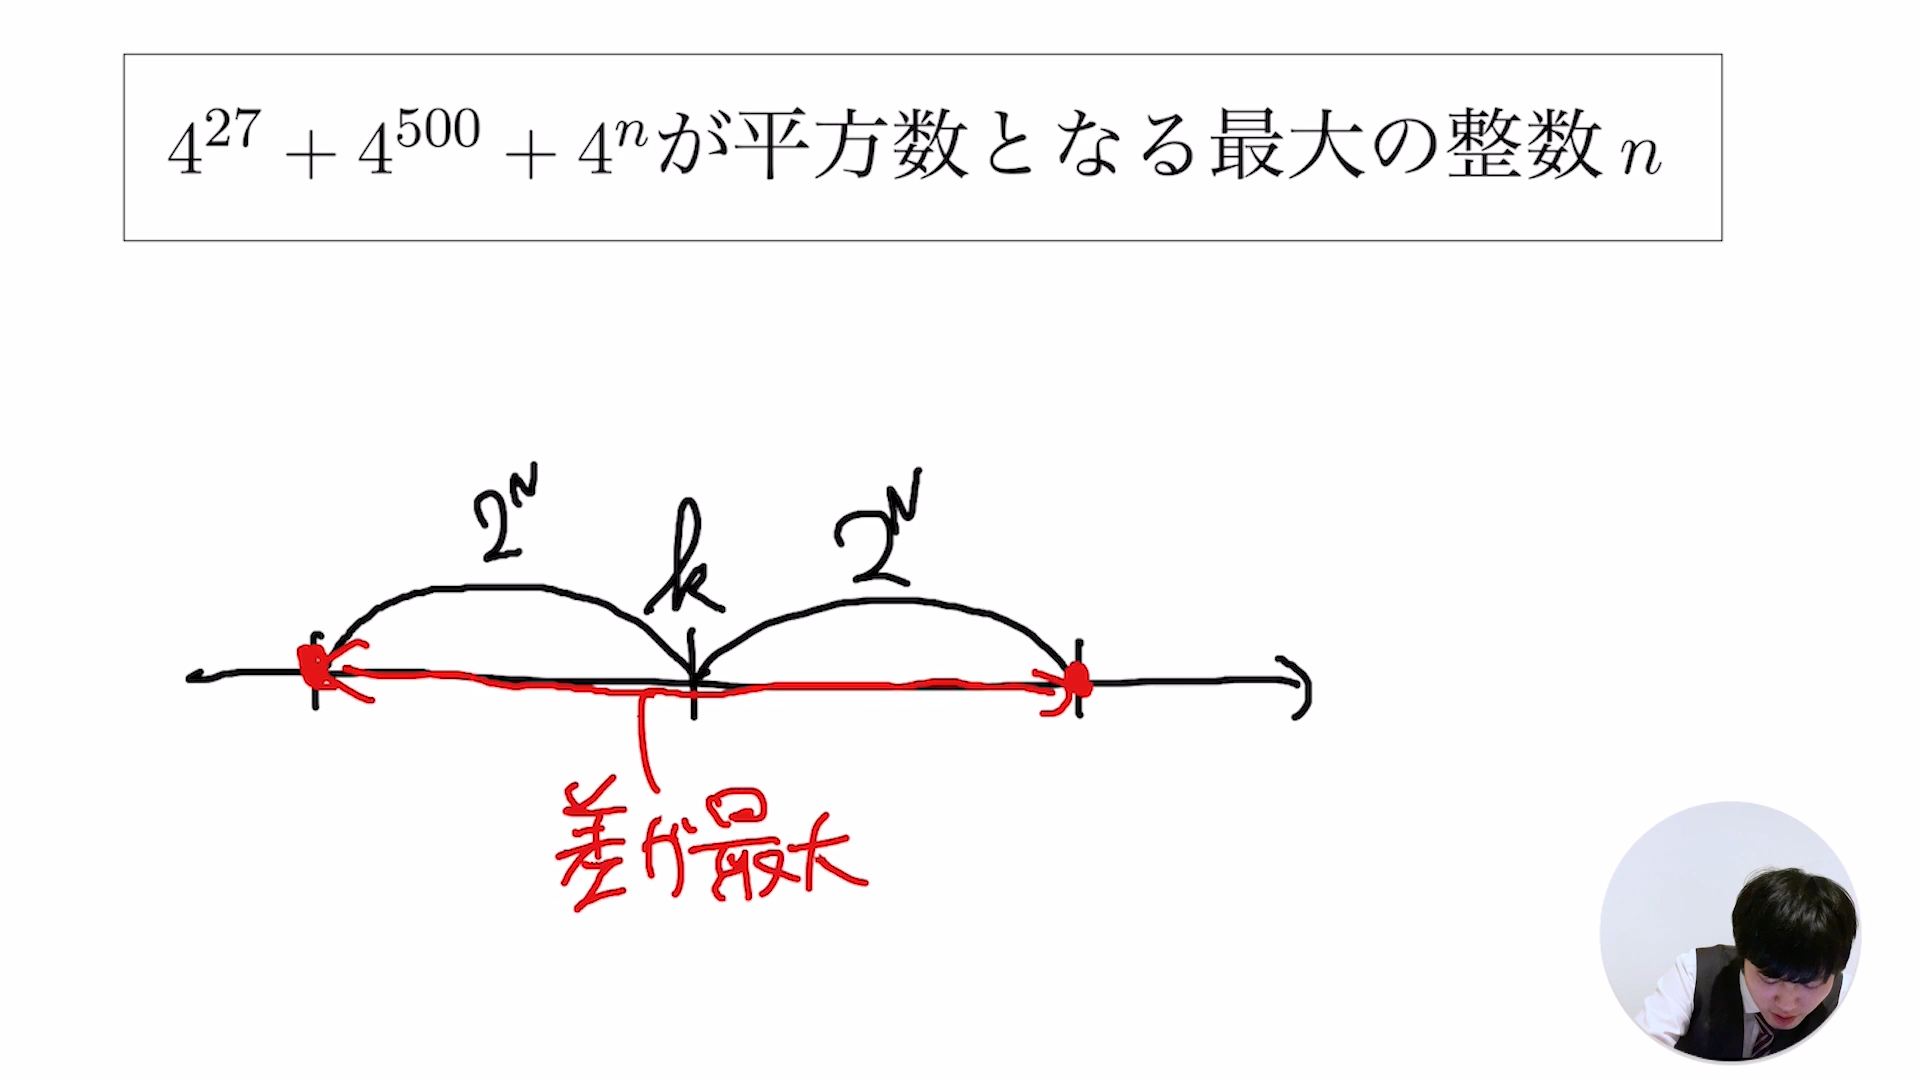 4^{27} + 4^{500} + 4^n が平方数となる最大の整数 n
2^N k 2^N
差が最大